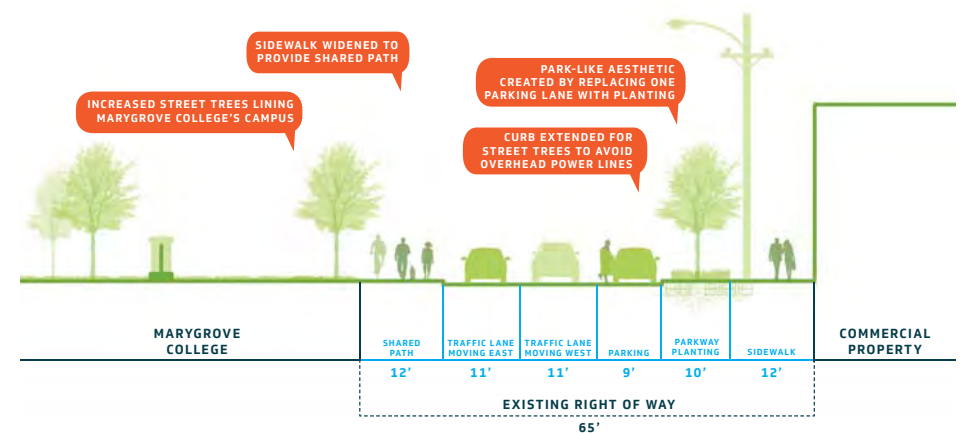 SIDEWALK WIDENED TO
PROVIDE SHARED PATH
PARK-LIKE AESTHETIC
CREATED BY REPLACING ONE
PARKING LANE WITH PLANTING
INCREASED STREET TREES LINING
MARYGROVE COLLEGE'S CAMPUS
CURB EXTENDED FOR
STREET TREES TO AVOID
OVERHEAD POWER LINES
MARYGROVE
COLLEGE
SHARED
PATH
12'
TRAFFIC LANE
MOVING EAST
11'
TRAFFIC LANE
MOVING WEST
11'
PARKING
9'
PARKWAY
PLANTING
10'
SIDEWALK
12'
COMMERCIAL
PROPERTY
EXISTING RIGHT OF WAY
65'